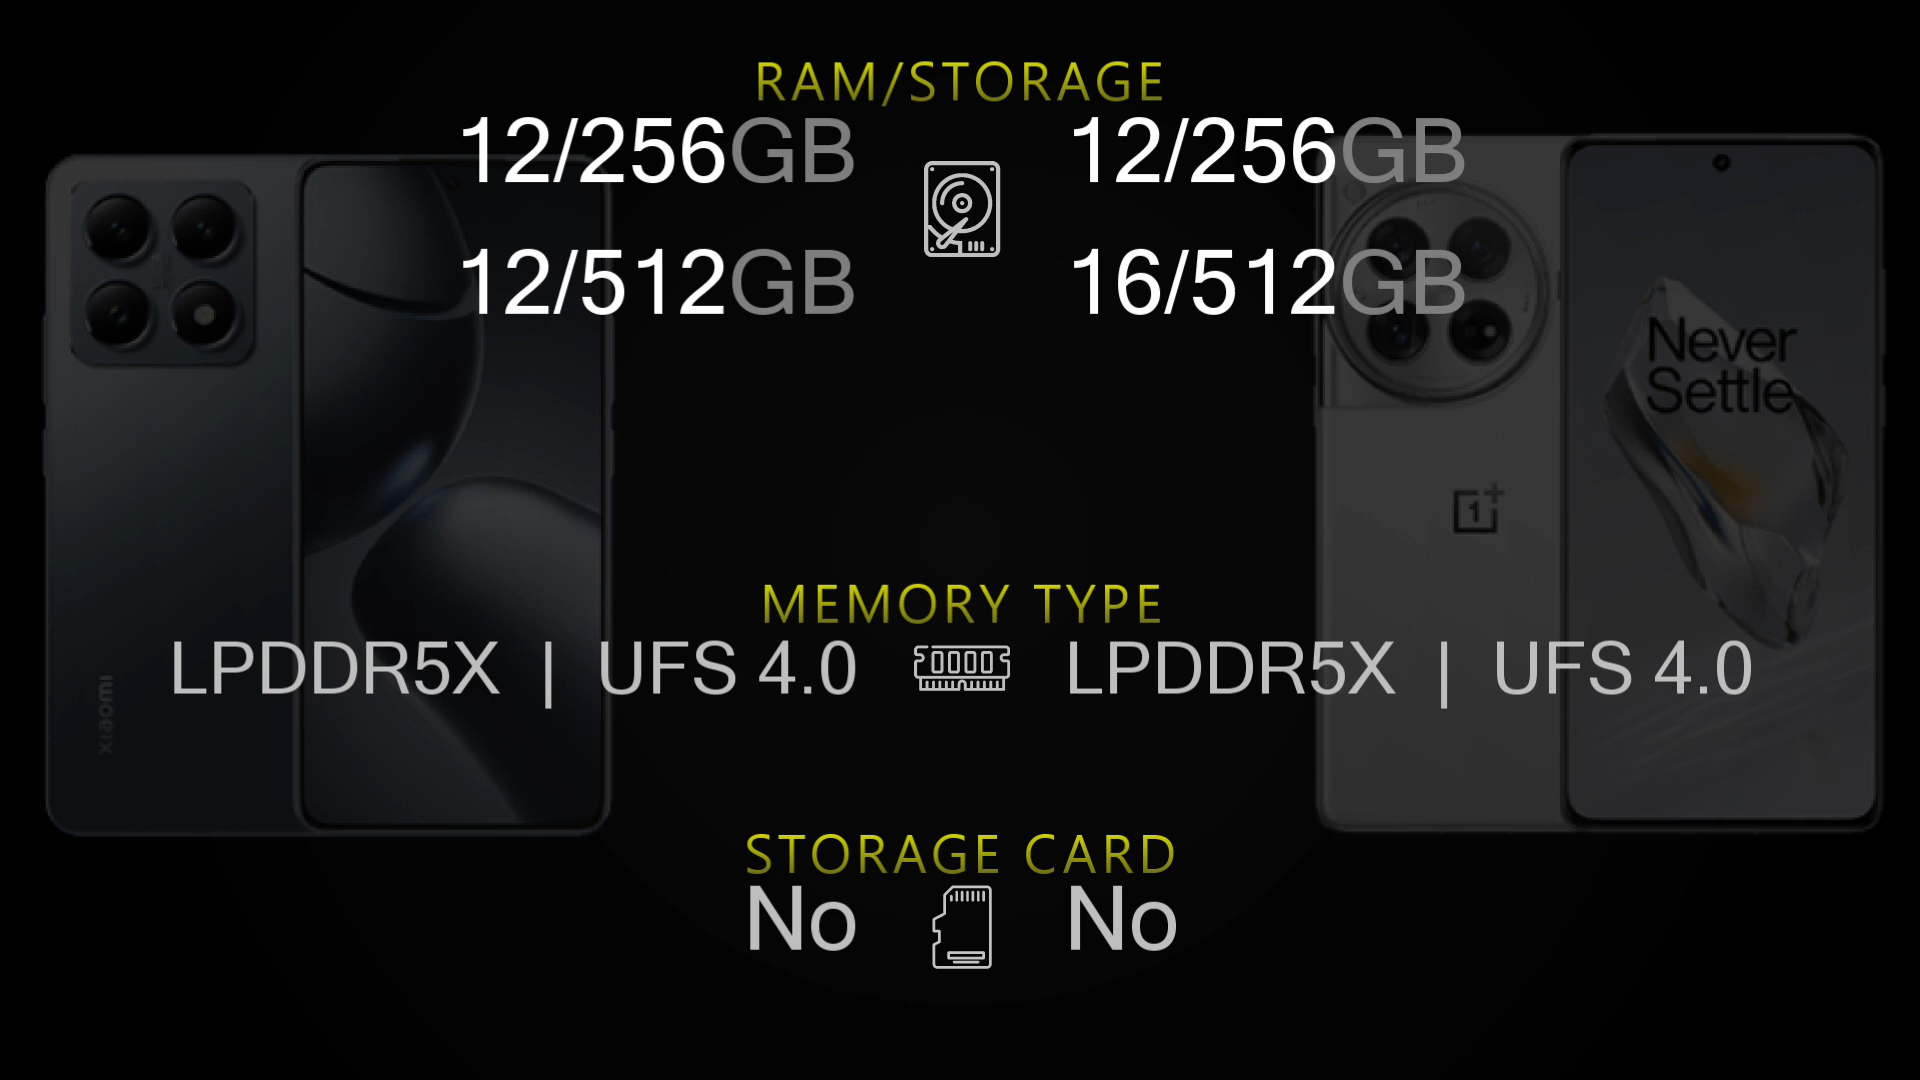 RAM/STORAGE
12/256GB 12/256GB
12/512GB 16/512GB
Never
Settle
1+
MEMORY TYPE
LPDDR5X | UFS 4.0 LPDDR5X | UFS 4.0
xiaomi
STORAGE CARD
No No